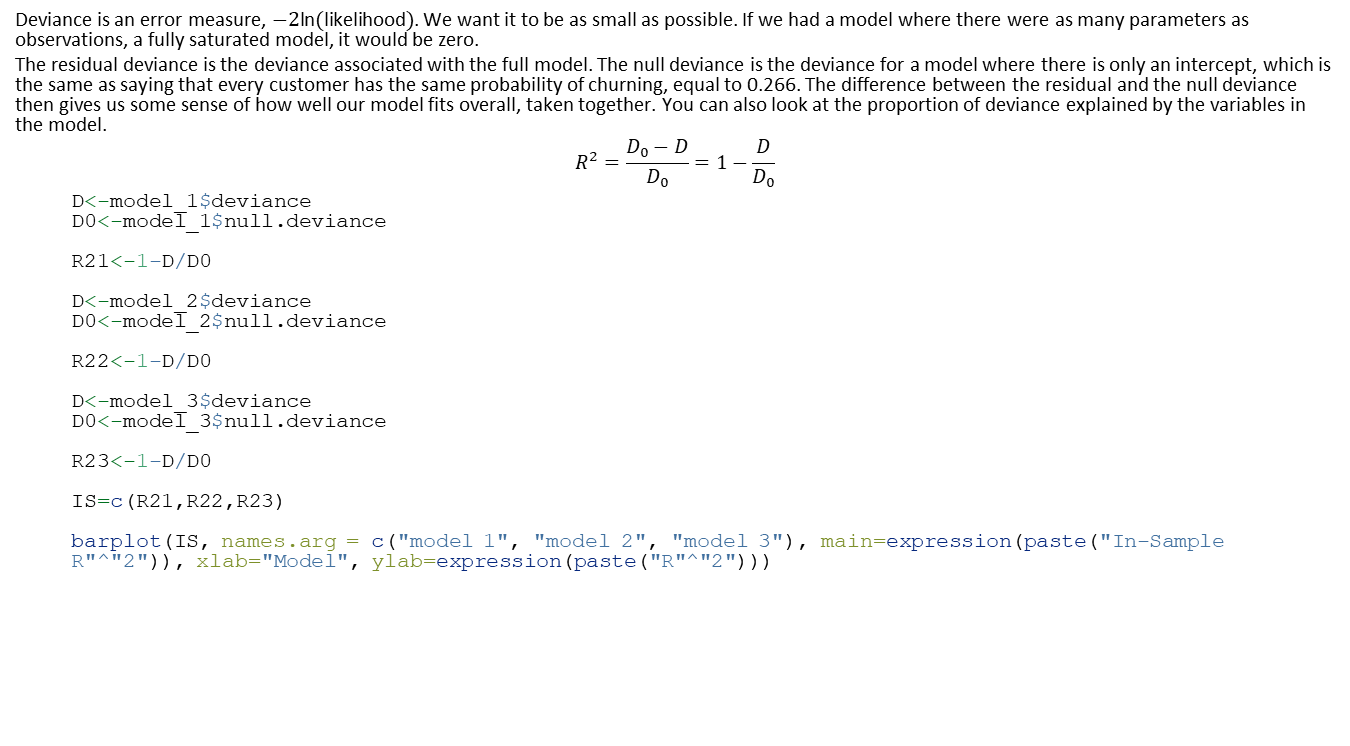 Deviance is an error measure, −2ln(likelihood). We want it to be as small as possible. If we had a model where there were as many parameters as
observations, a fully saturated model, it would be zero.
The residual deviance is the deviance associated with the full model. The null deviance is the deviance for a model where there is only an intercept, which is
the same as saying that every customer has the same probability of churning, equal to 0.266. The difference between the residual and the null deviance
then gives us some sense of how well our model fits overall, taken together. You can also look at the proportion of deviance explained by the variables in
the model.
R² = (D₀ − D)/D₀ = 1 − D/D₀
D<-model_1$deviance
D0<-model_1$null.deviance
R21<-1-D/D0
D<-model_2$deviance
D0<-model_2$null.deviance
R22<-1-D/D0
D<-model_3$deviance
D0<-model_3$null.deviance
R23<-1-D/D0
IS=c(R21,R22,R23)
barplot(IS, names.arg = c("model 1", "model 2", "model 3"), main=expression(paste("In-Sample
R"^"2")), xlab="Model", ylab=expression(paste("R"^"2")))